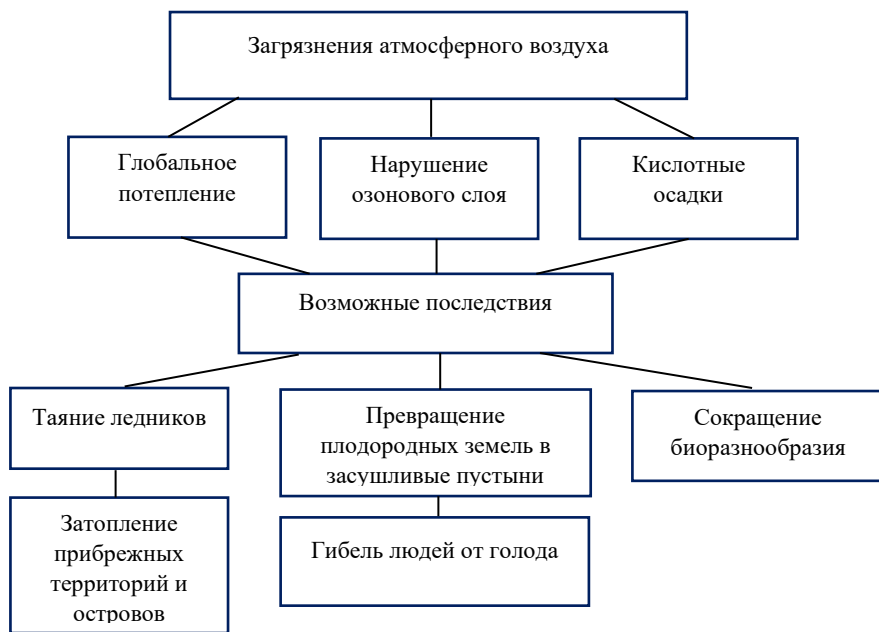 Загрязнения атмосферного воздуха
Глобальное
потепление
Нарушение
озонового слоя
Кислотные
осадки
Возможные последствия
Таяние ледников
Превращение
плодородных земель в
засушливые пустыни
Сокращение
биоразнообразия
Затопление
прибрежных
территорий и
островов
Гибель людей от голода